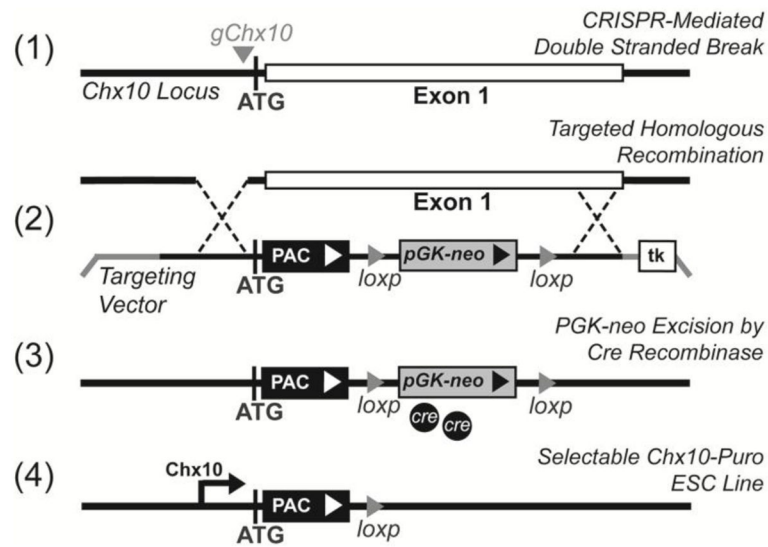 (1)
gChx10
CRISPR-Mediated
Double Stranded Break
Chx10 Locus
ATG
Exon 1
Targeted Homologous
Recombination
Exon 1
(2)
Targeting
Vector
ATG
PAC
loxp
pGK-neo
loxp
tk
PGK-neo Excision by
Cre Recombinase
(3)
ATG
PAC
loxp
pGK-neo
loxp
cre
cre
Selectable Chx10-Puro
ESC Line
(4)
Chx10
ATG
PAC
loxp